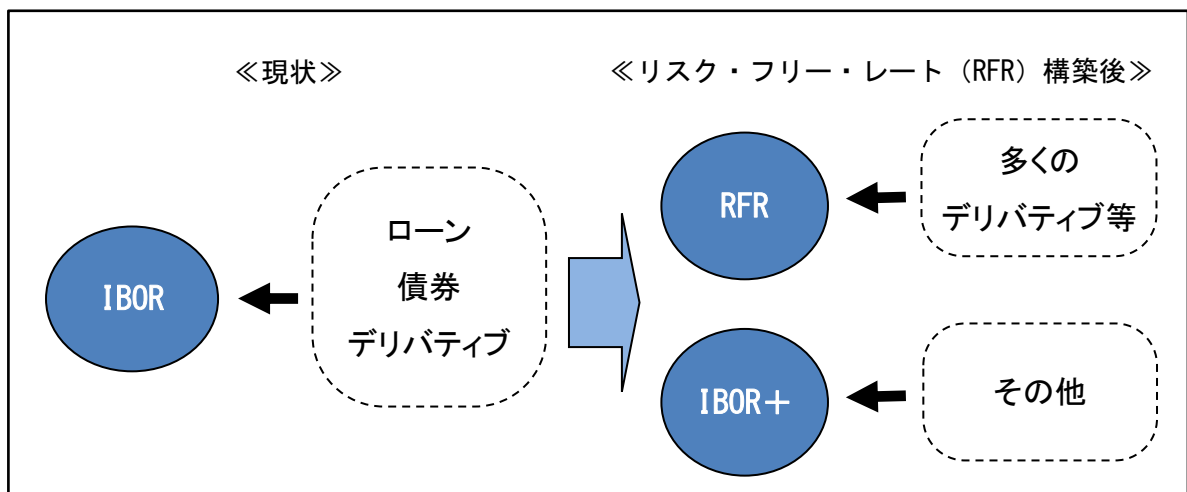 ≪現状≫
≪リスク・フリー・レート（RFR）構築後≫
IBOR
ローン
債券
デリバティブ
RFR
多くの
デリバティブ等
IBOR＋
その他